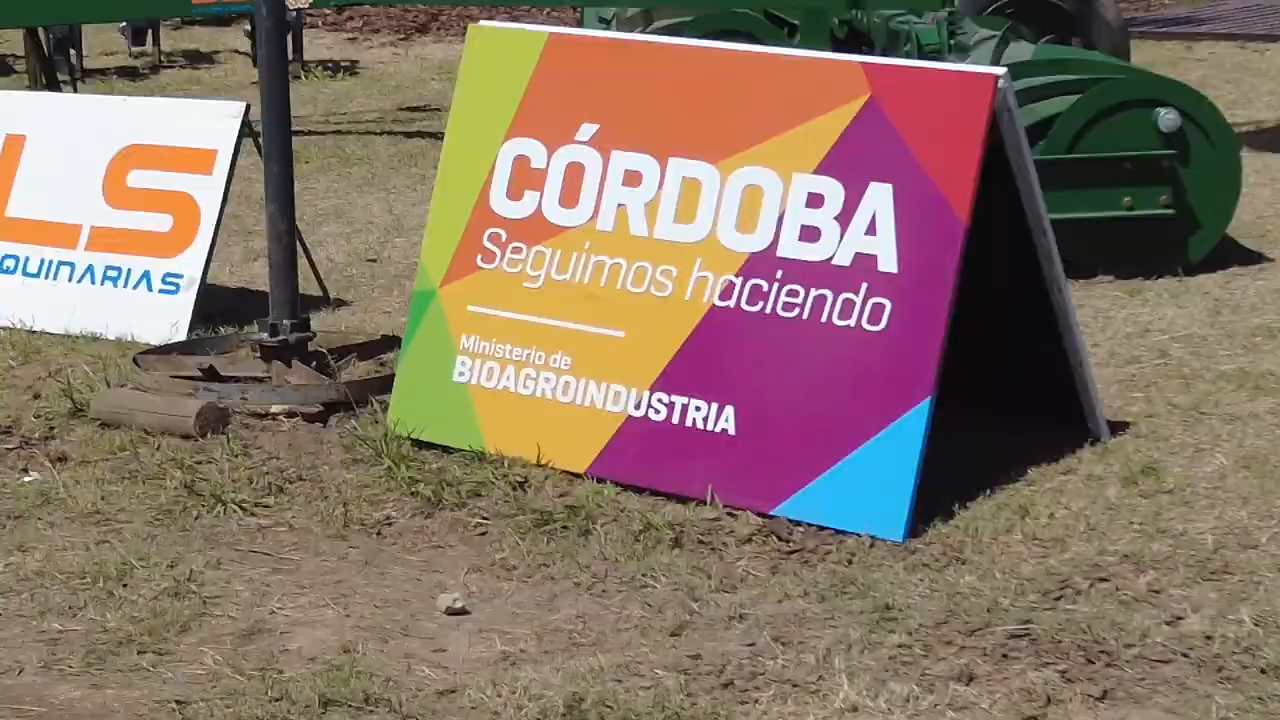 LS
QUINARIAS
CÓRDOBA
Seguimos haciendo
Ministerio de
BIOAGROINDUSTRIA